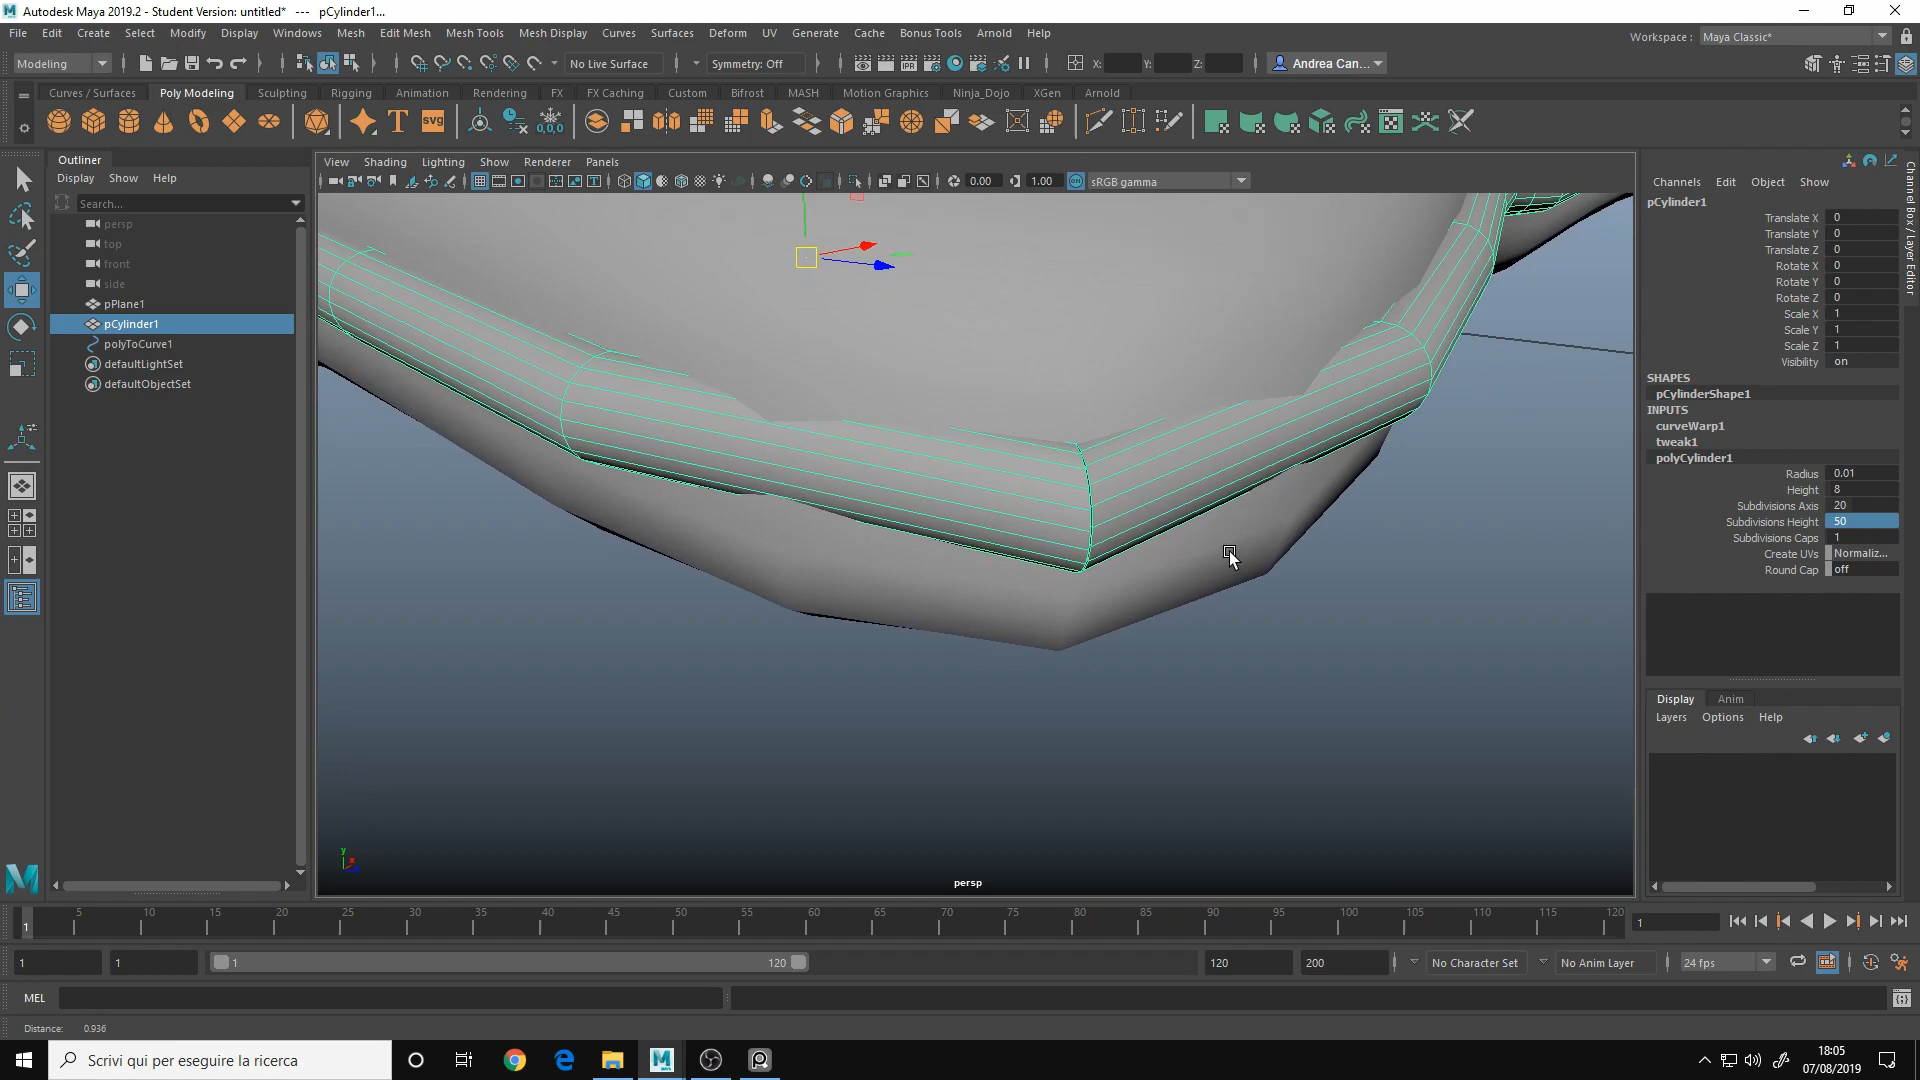 Autodesk Maya 2019.2 - Student Version: untitled* --- pCylinder1...
File Edit Create Select Modify Display Windows Mesh Edit Mesh Mesh Tools Mesh Display Curves Surfaces Deform UV Generate Cache Bonus Tools Arnold Help
Workspace : Maya Classic*
Modeling No Live Surface Symmetry: Off X: Y: Z: Andrea Can...
Curves / Surfaces Poly Modeling Sculpting Rigging Animation Rendering FX FX Caching Custom Bifrost MASH Motion Graphics Ninja_Dojo XGen Arnold
T svg 0,0,0
Outliner
Display Show Help
Search...
persp
top
front
side
pPlane1
pCylinder1
polyToCurve1
defaultLightSet
defaultObjectSet
View Shading Lighting Show Renderer Panels
0.00 1.00 sRGB gamma
y
x
persp
Channels Edit Object Show
pCylinder1
Translate X 0
Translate Y 0
Translate Z 0
Rotate X 0
Rotate Y 0
Rotate Z 0
Scale X 1
Scale Y 1
Scale Z 1
Visibility on
SHAPES
pCylinderShape1
INPUTS
curveWarp1
tweak1
polyCylinder1
Radius 0.01
Height 8
Subdivisions Axis 20
Subdivisions Height 50
Subdivisions Caps 1
Create UVs Normaliz...
Round Cap off
Display Anim
Layers Options Help
Channel Box / Layer Editor
5 10 15 20 25 30 35 40 45 50 55 60 65 70 75 80 85 90 95 100 105 110 115 120
1 1
1 1 1 120 120 200 No Character Set No Anim Layer 24 fps
MEL
Distance: 0.936
Scrivi qui per eseguire la ricerca
18:05
07/08/2019